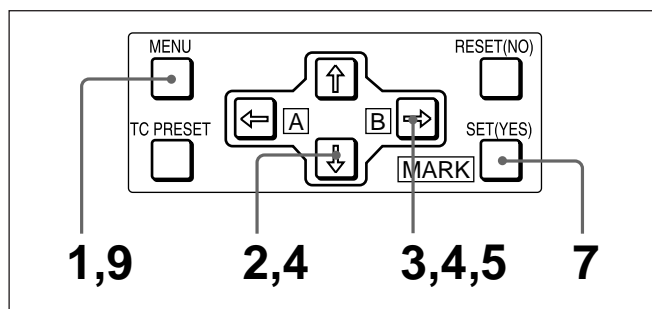 MENU RESET(NO)
A B
TC PRESET SET(YES)
MARK
1,9 2,4 3,4,5 7